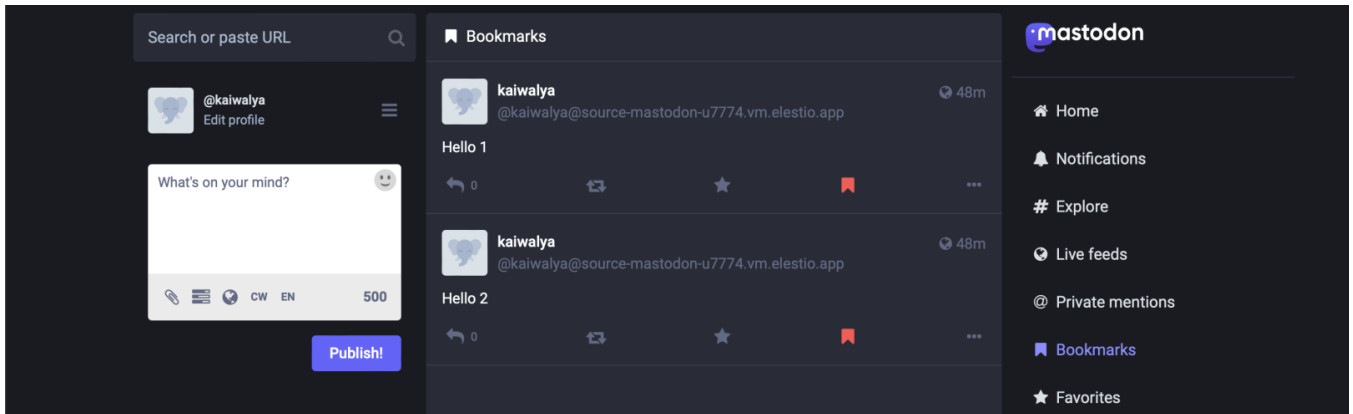 Search or paste URL
@kaiwalya
Edit profile
What's on your mind?
CW EN 500
Publish!
Bookmarks
kaiwalya
48m
@kaiwalya@source-mastodon-u7774.vm.elestio.app
Hello 1
0
kaiwalya
48m
@kaiwalya@source-mastodon-u7774.vm.elestio.app
Hello 2
0
mastodon
Home
Notifications
# Explore
Live feeds
@ Private mentions
Bookmarks
Favorites